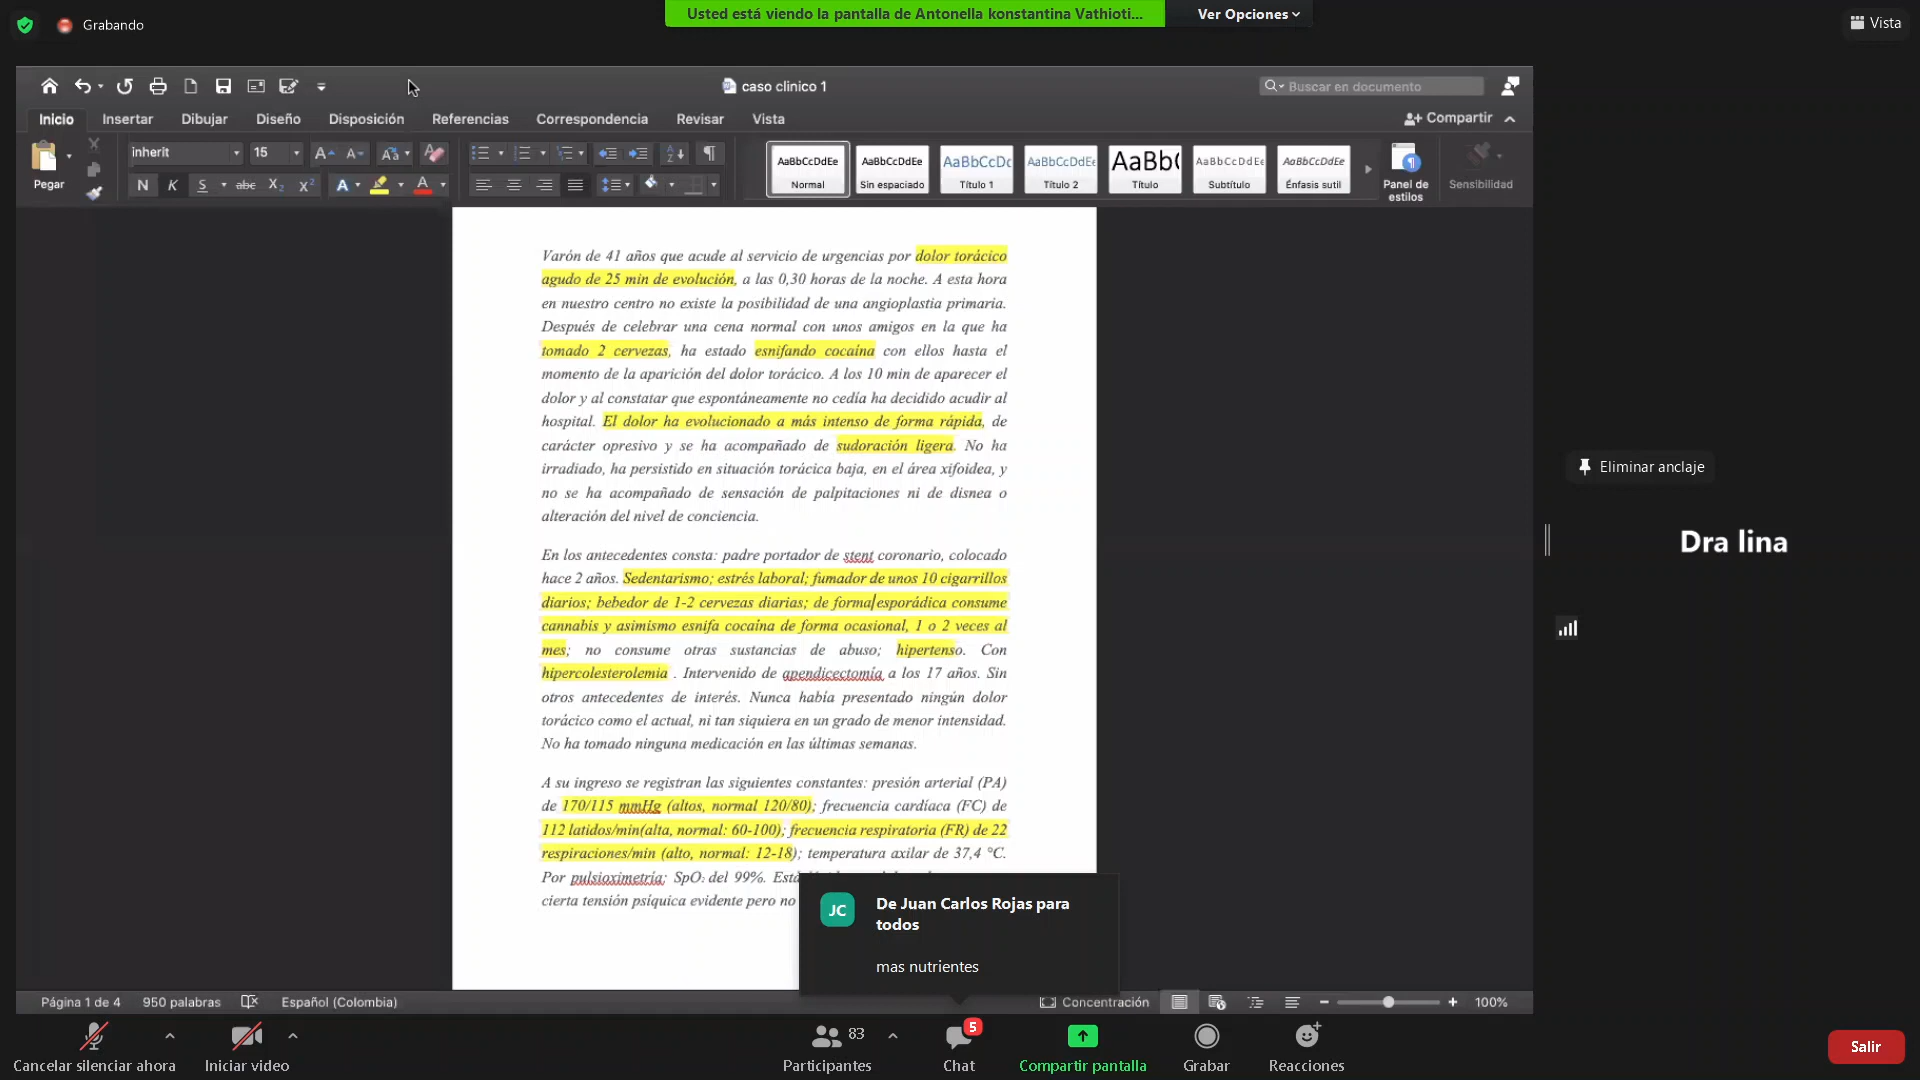 Grabando
Usted está viendo la pantalla de Antonella konstantina Vathioti...
Ver Opciones
Vista
caso clinico 1
Buscar en documento
Inicio
Insertar
Dibujar
Diseño
Disposición
Referencias
Correspondencia
Revisar
Vista
Compartir
Pegar
inherit
15
N K S abc X₂ X²
AaBbCcDdEe
Normal
AaBbCcDdEe
Sin espaciado
AaBbCcDc
Título 1
AaBbCcDdEe
Título 2
AaBb(
Título
AaBbCcDdEe
Subtítulo
AaBbCcDdEe
Énfasis sutil
Panel de
estilos
Sensibilidad
Varón de 41 años que acude al servicio de urgencias por dolor torácico
agudo de 25 min de evolución, a las 0,30 horas de la noche. A esta hora
en nuestro centro no existe la posibilidad de una angioplastia primaria.
Después de celebrar una cena normal con unos amigos en la que ha
tomado 2 cervezas, ha estado esnifando cocaína con ellos hasta el
momento de la aparición del dolor torácico. A los 10 min de aparecer el
dolor y al constatar que espontáneamente no cedía ha decidido acudir al
hospital. El dolor ha evolucionado a más intenso de forma rápida, de
carácter opresivo y se ha acompañado de sudoración ligera. No ha
irradiado, ha persistido en situación torácica baja, en el área xifoidea, y
no se ha acompañado de sensación de palpitaciones ni de disnea o
alteración del nivel de conciencia.
En los antecedentes consta: padre portador de stent coronario, colocado
hace 2 años. Sedentarismo; estrés laboral; fumador de unos 10 cigarrillos
diarios; bebedor de 1-2 cervezas diarias; de forma esporádica consume
cannabis y asimismo esnifa cocaína de forma ocasional, 1 o 2 veces al
mes; no consume otras sustancias de abuso; hipertenso. Con
hipercolesterolemia . Intervenido de apendicectomía a los 17 años. Sin
otros antecedentes de interés. Nunca había presentado ningún dolor
torácico como el actual, ni tan siquiera en un grado de menor intensidad.
No ha tomado ninguna medicación en las últimas semanas.
A su ingreso se registran las siguientes constantes: presión arterial (PA)
de 170/115 mmHg (altos, normal 120/80); frecuencia cardíaca (FC) de
112 latidos/min(alta, normal: 60-100); frecuencia respiratoria (FR) de 22
respiraciones/min (alto, normal: 12-18); temperatura axilar de 37,4 °C.
Por pulsioximetría: SpO₂ del 99%.
cierta tensión psíquica evidente pero no
JC
De Juan Carlos Rojas para
todos
mas nutrientes
Eliminar anclaje
Dra lina
Página 1 de 4
950 palabras
Español (Colombia)
Concentración
100%
Cancelar silenciar ahora
Iniciar video
83
Participantes
5
Chat
Compartir pantalla
Grabar
Reacciones
Salir